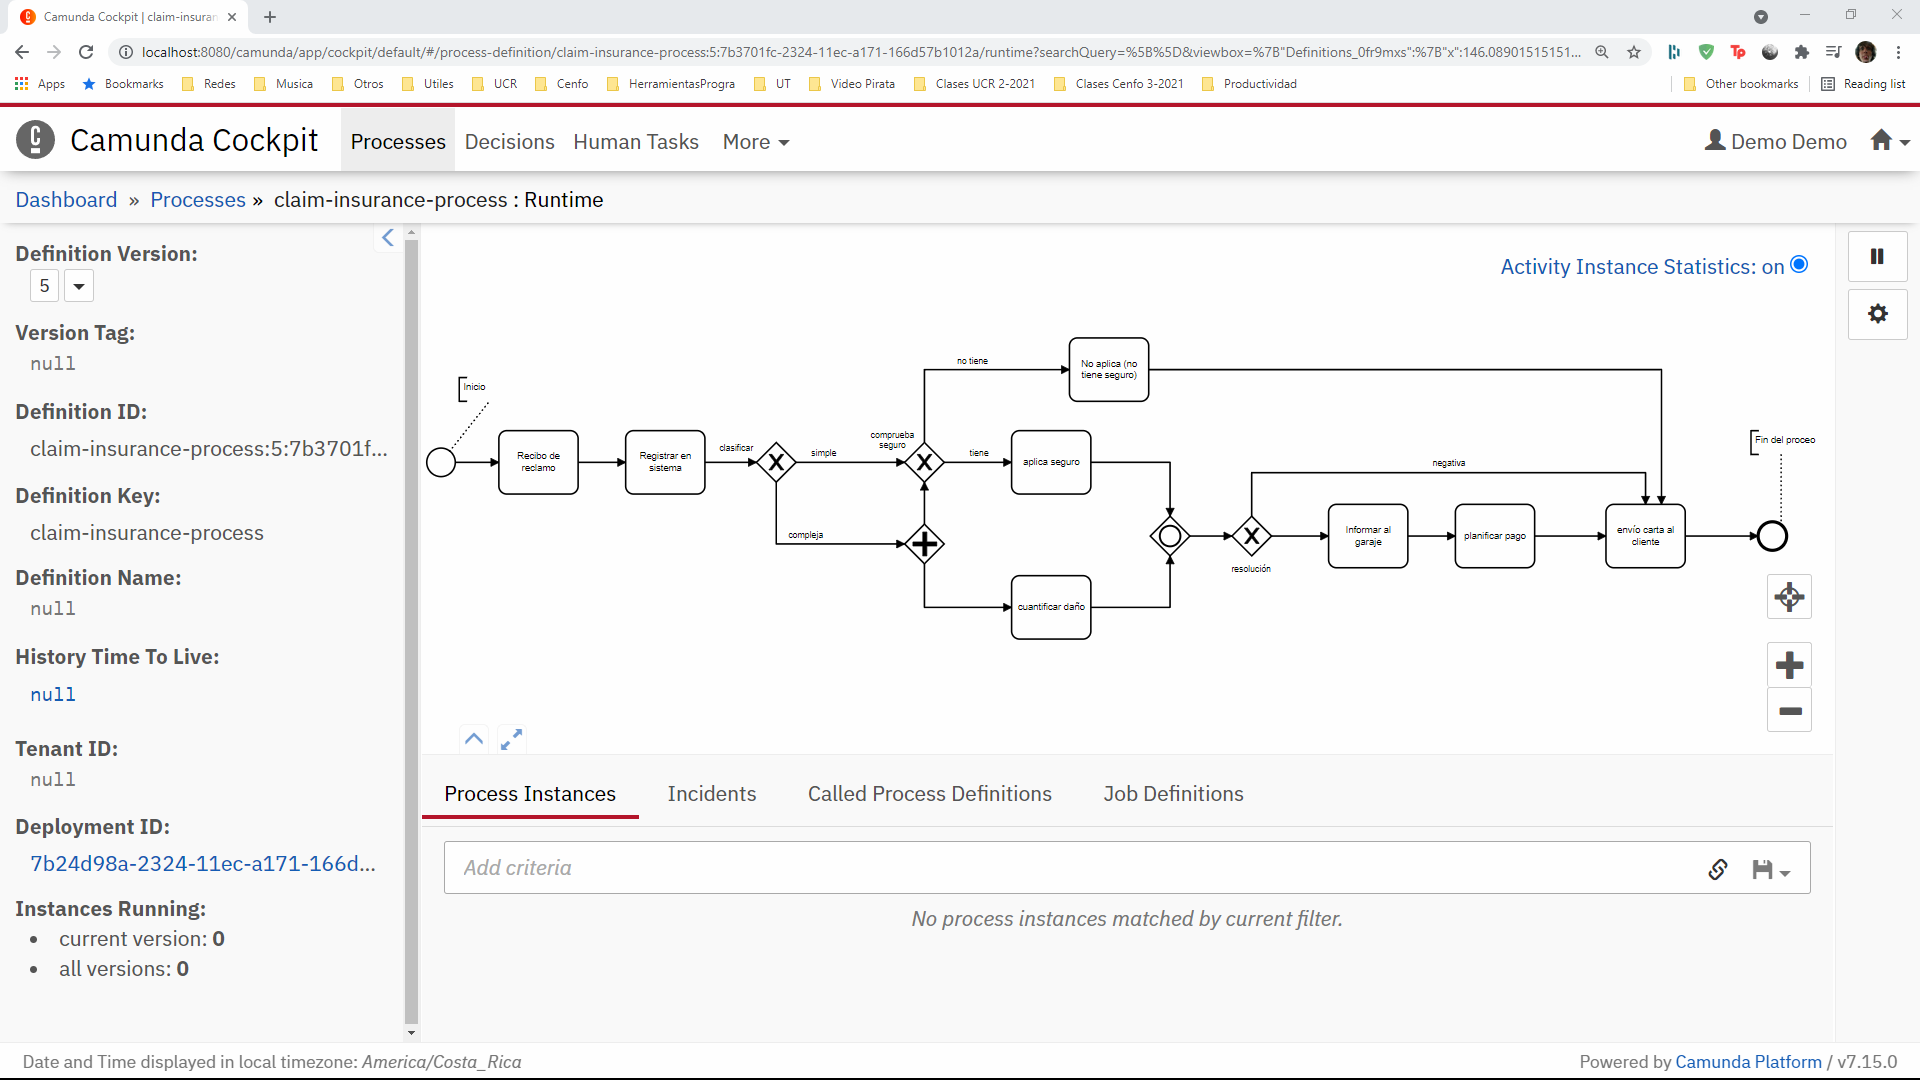 Camunda Cockpit | claim-insuran
localhost:8080/camunda/app/cockpit/default/#/process-definition/claim-insurance-process:5:7b3701fc-2324-11ec-a171-166d57b1012a/runtime?searchQuery=%5B%5D&viewbox=%7B"Definitions_0fr9mxs":%7B"x":146.08901515151...
Apps Bookmarks Redes Musica Otros Utiles UCR Cenfo HerramientasProgra UT Video Pirata Clases UCR 2-2021 Clases Cenfo 3-2021 Productividad Other bookmarks Reading list
Camunda Cockpit Processes Decisions Human Tasks More Demo Demo
Dashboard » Processes » claim-insurance-process : Runtime
Definition Version:
5
Version Tag:
null
Definition ID:
claim-insurance-process:5:7b3701f...
Definition Key:
claim-insurance-process
Definition Name:
null
History Time To Live:
null
Tenant ID:
null
Deployment ID:
7b24d98a-2324-11ec-a171-166d...
Instances Running:
current version: 0
all versions: 0
Activity Instance Statistics: on
Inicio
Recibo de
reclamo
Registrar en
sistema
clasificar
simple
compleja
comprueba
seguro
no tiene
No aplica (no
tiene seguro)
tiene
aplica seguro
cuantificar daño
resolución
negativa
Informar al
garaje
planificar pago
envío carta al
cliente
Fin del proceo
Process Instances Incidents Called Process Definitions Job Definitions
Add criteria
No process instances matched by current filter.
Date and Time displayed in local timezone: America/Costa_Rica
Powered by Camunda Platform / v7.15.0